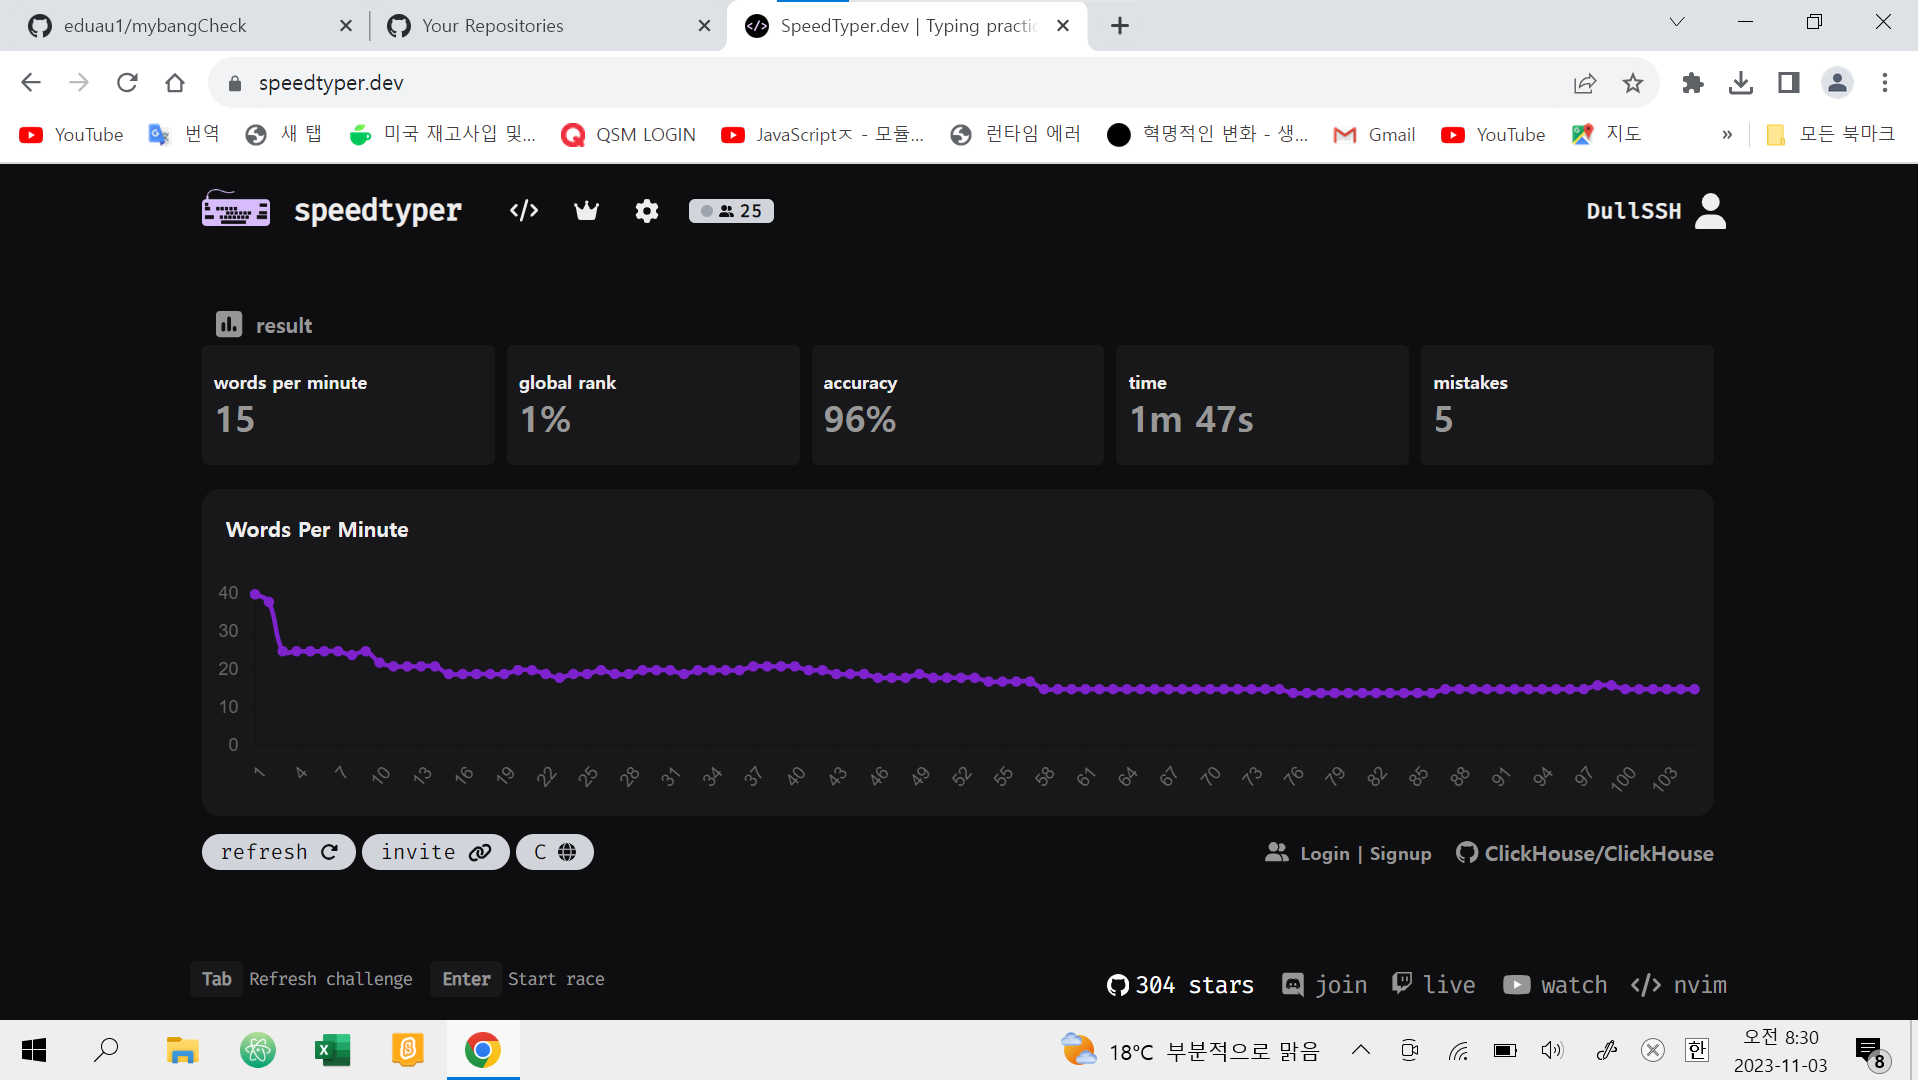 eduau1/mybangCheck
Your Repositories
SpeedTyper.dev | Typing practic
speedtyper.dev
YouTube
번역
새 탭
미국 재고사입 및...
QSM LOGIN
JavaScriptㅈ - 모듈...
런타임 에러
혁명적인 변화 - 생...
Gmail
YouTube
지도
»
모든 북마크
speedtyper
25
DullSSH
result
words per minute
15
global rank
1%
accuracy
96%
time
1m 47s
mistakes
5
Words Per Minute
40
30
20
10
0
1 4 7 10 13 16 19 22 25 28 31 34 37 40 43 46 49 52 55 58 61 64 67 70 73 76 79 82 85 88 91 94 97 100 103
refresh
invite
C
Login | Signup
ClickHouse/ClickHouse
Tab Refresh challenge
Enter Start race
304 stars
join
live
watch
nvim
18°C 부분적으로 맑음
한
오전 8:30
2023-11-03
8